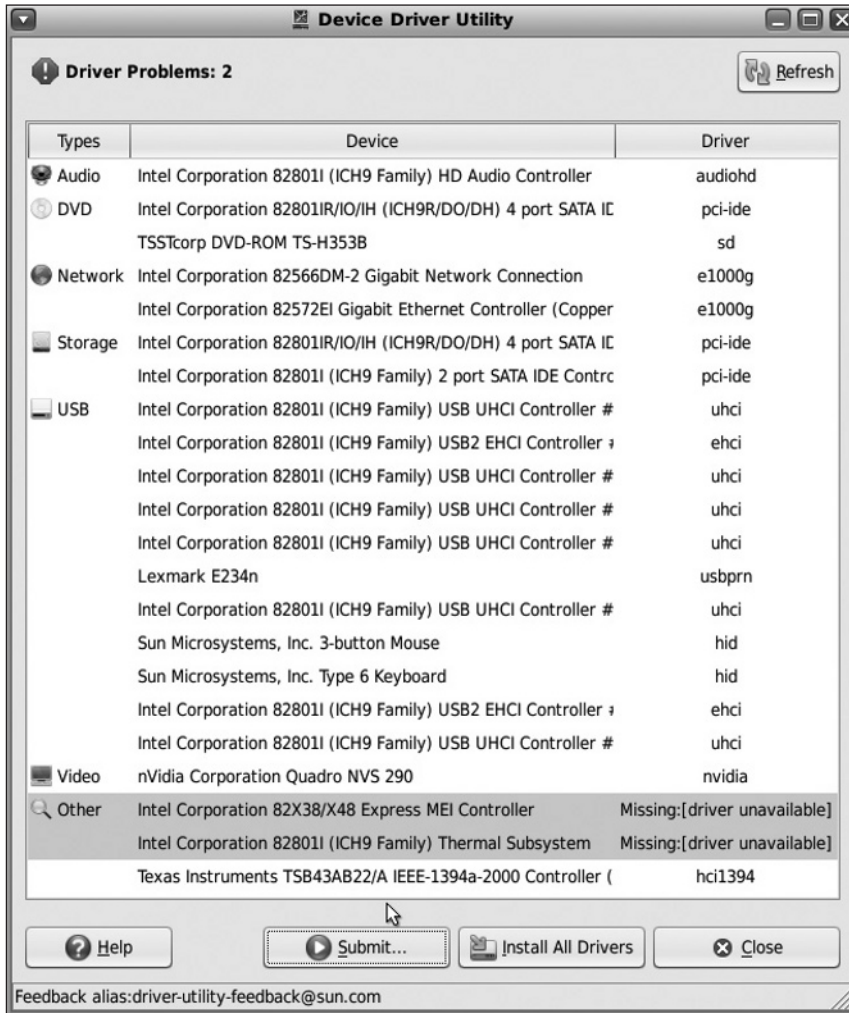 Device Driver Utility
Driver Problems: 2
Refresh
Types Device Driver
Audio Intel Corporation 82801I (ICH9 Family) HD Audio Controller audiohd
DVD Intel Corporation 82801IR/IO/IH (ICH9R/DO/DH) 4 port SATA ID pci-ide
TSSTcorp DVD-ROM TS-H353B sd
Network Intel Corporation 82566DM-2 Gigabit Network Connection e1000g
Intel Corporation 82572EI Gigabit Ethernet Controller (Copper e1000g
Storage Intel Corporation 82801IR/IO/IH (ICH9R/DO/DH) 4 port SATA ID pci-ide
Intel Corporation 82801I (ICH9 Family) 2 port SATA IDE Contrc pci-ide
USB Intel Corporation 82801I (ICH9 Family) USB UHCI Controller # uhci
Intel Corporation 82801I (ICH9 Family) USB2 EHCI Controller # ehci
Intel Corporation 82801I (ICH9 Family) USB UHCI Controller # uhci
Intel Corporation 82801I (ICH9 Family) USB UHCI Controller # uhci
Intel Corporation 82801I (ICH9 Family) USB UHCI Controller # uhci
Lexmark E234n usbprn
Intel Corporation 82801I (ICH9 Family) USB UHCI Controller # uhci
Sun Microsystems, Inc. 3-button Mouse hid
Sun Microsystems, Inc. Type 6 Keyboard hid
Intel Corporation 82801I (ICH9 Family) USB2 EHCI Controller # ehci
Intel Corporation 82801I (ICH9 Family) USB UHCI Controller # uhci
Video nVidia Corporation Quadro NVS 290 nvidia
Other Intel Corporation 82X38/X48 Express MEI Controller Missing:[driver unavailable]
Intel Corporation 82801I (ICH9 Family) Thermal Subsystem Missing:[driver unavailable]
Texas Instruments TSB43AB22/A IEEE-1394a-2000 Controller ( hci1394
Help Submit... Install All Drivers Close
Feedback alias:driver-utility-feedback@sun.com